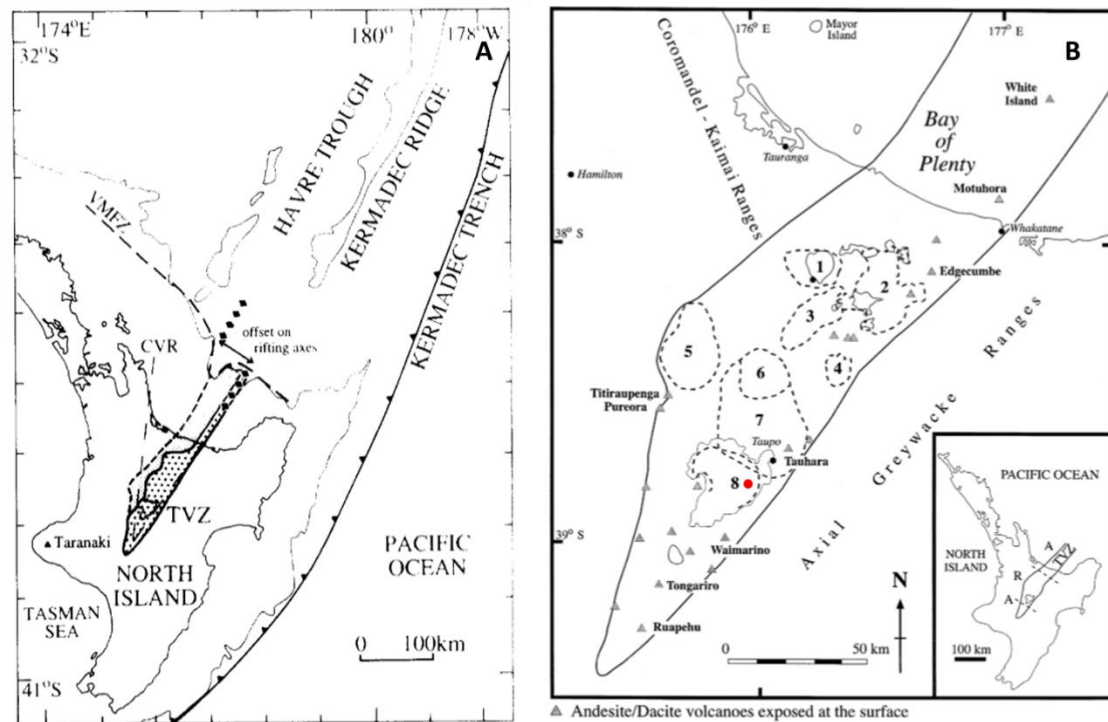 174°E
180°
178°W
A
32°S
HAVRE TROUGH
KERMADEC RIDGE
KERMADEC TRENCH
VMFZ
offset on
rifting axes
CVR
TVZ
Taranaki
NORTH
ISLAND
TASMAN
SEA
PACIFIC
OCEAN
0 100km
41°S
176° E
177° E
B
Mayor
Island
White
Island
Coromandel - Kaimai Ranges
Bay
of
Plenty
Tauranga
Hamilton
Motuhora
Whakatane
38° S
1
2
Edgecumbe
3
5
4
6
Titiraupenga
Pureora
7
Taupo
Tauhara
8
Axial Greywacke Ranges
39° S
Waimarino
Tongariro
Ruapehu
N
0 50 km
PACIFIC OCEAN
NORTH
ISLAND
A
TVZ
R
A
100 km
Andesite/Dacite volcanoes exposed at the surface